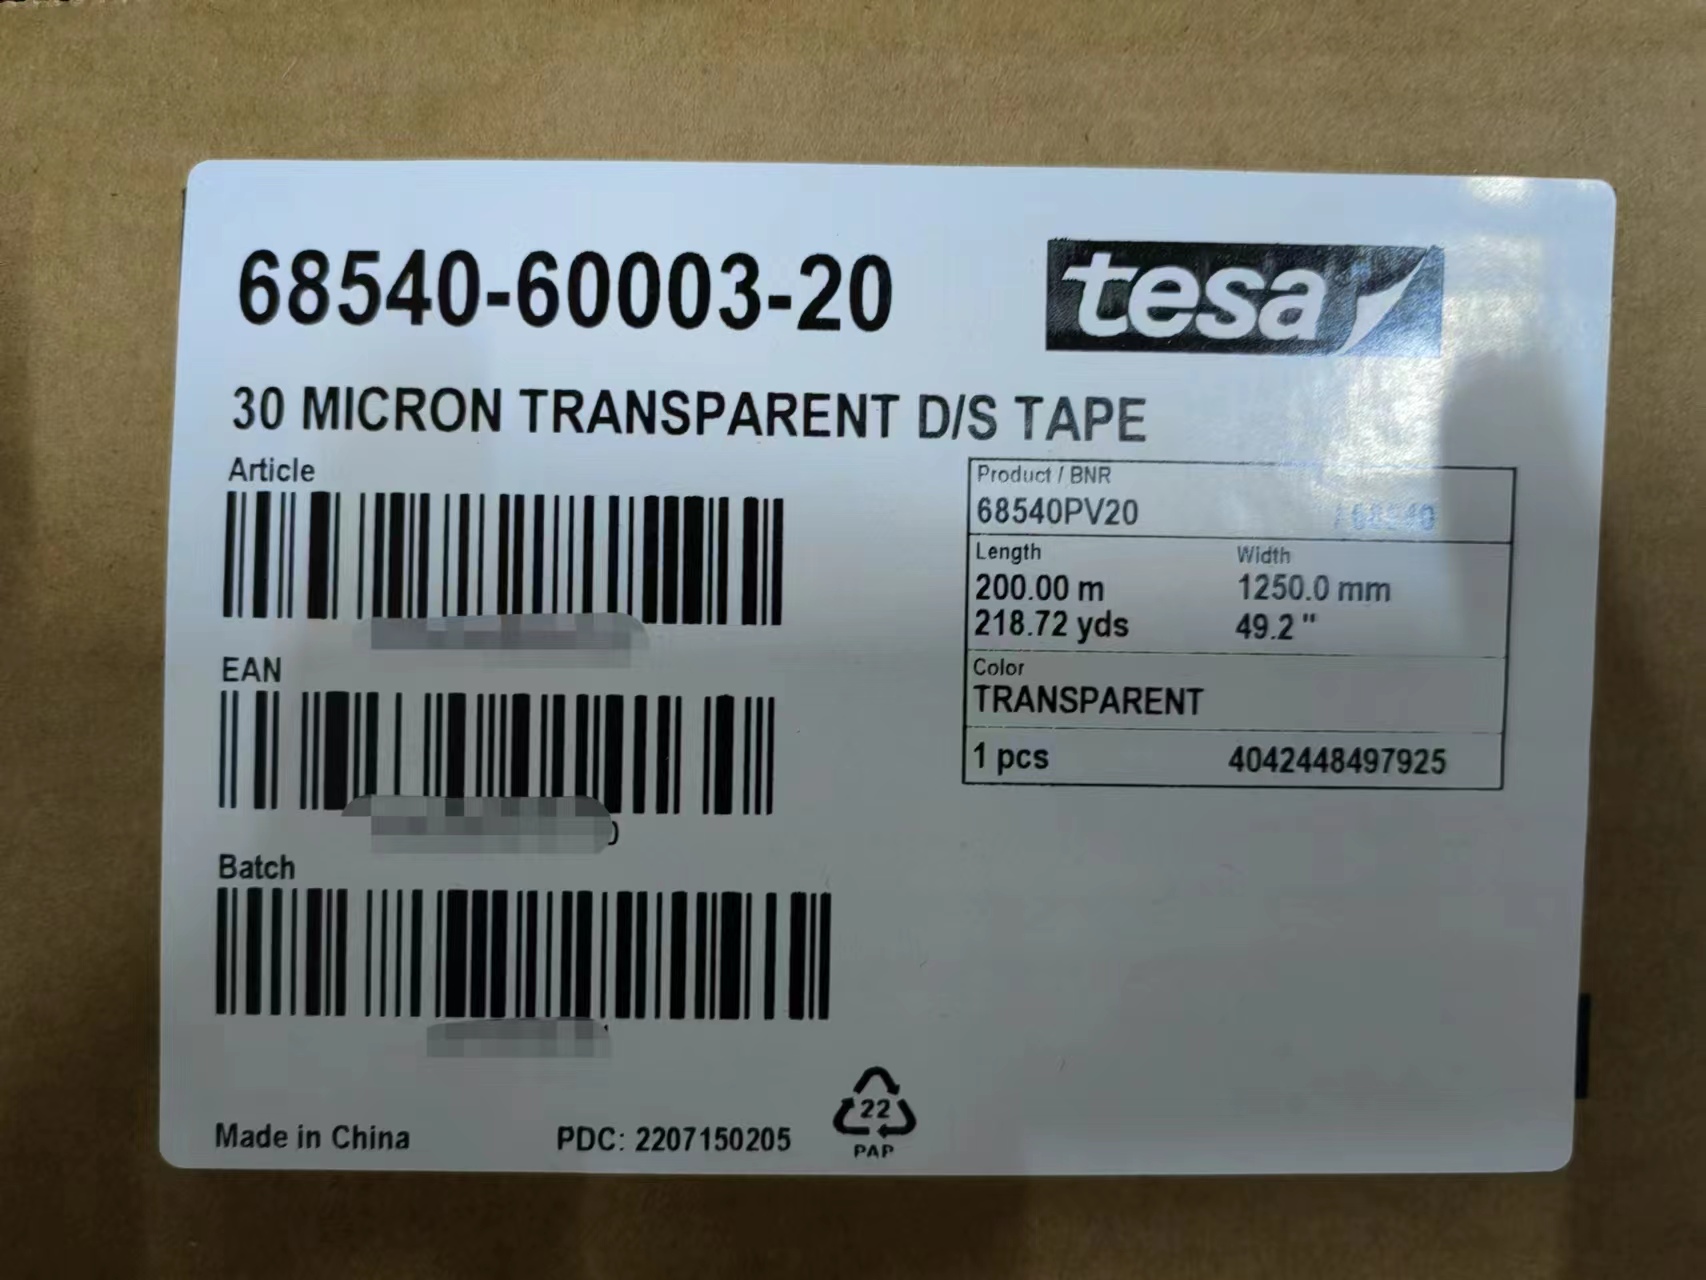 68540-60003-20
tesa
30 MICRON TRANSPARENT D/S TAPE
Article
EAN
Batch
Product / BNR
68540PV20 / 68540
Length Width
200.00 m 1250.0 mm
218.72 yds 49.2 "
Color
TRANSPARENT
1 pcs 4042448497925
Made in China
PDC: 2207150205
22
PAP